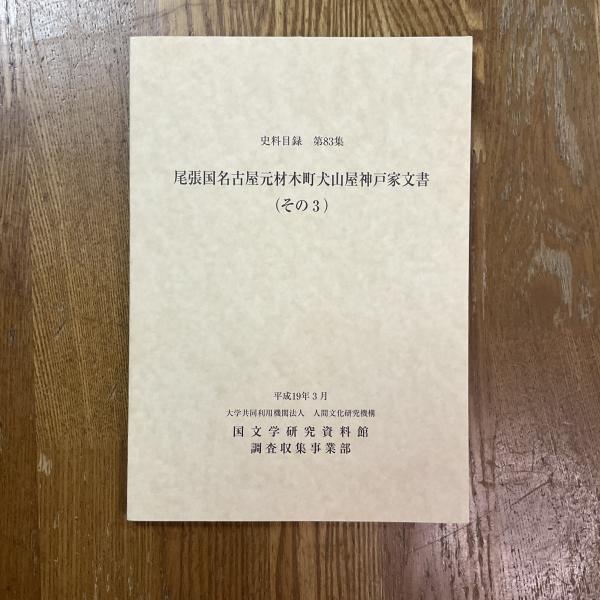 史料目録　第83集
尾張国名古屋元材木町犬山屋神戸家文書
(その3)
平成19年3月
大学共同利用機関法人　人間文化研究機構
国文学研究資料館
調査収集事業部